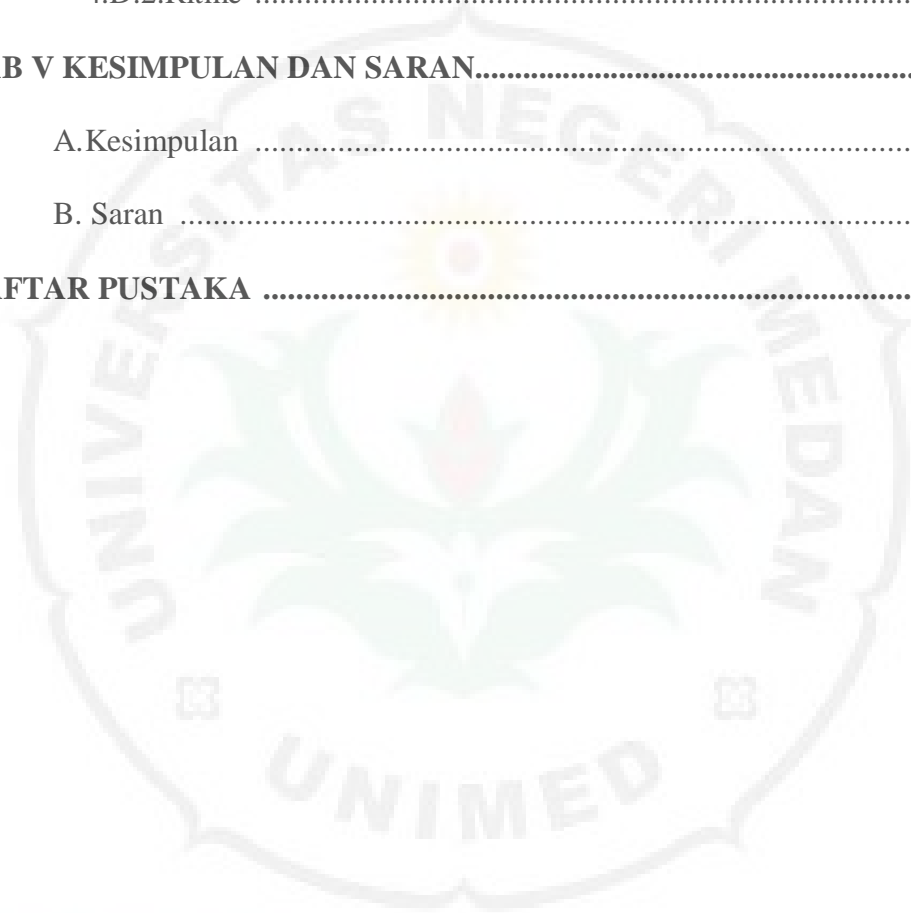 B V KESIMPULAN DAN SARAN...............................................
A.Kesimpulan ......................................................................
B. Saran ..............................................................................
FTAR PUSTAKA .....................................................................
UNIVERSITAS NEGERI MEDAN
UNIMED